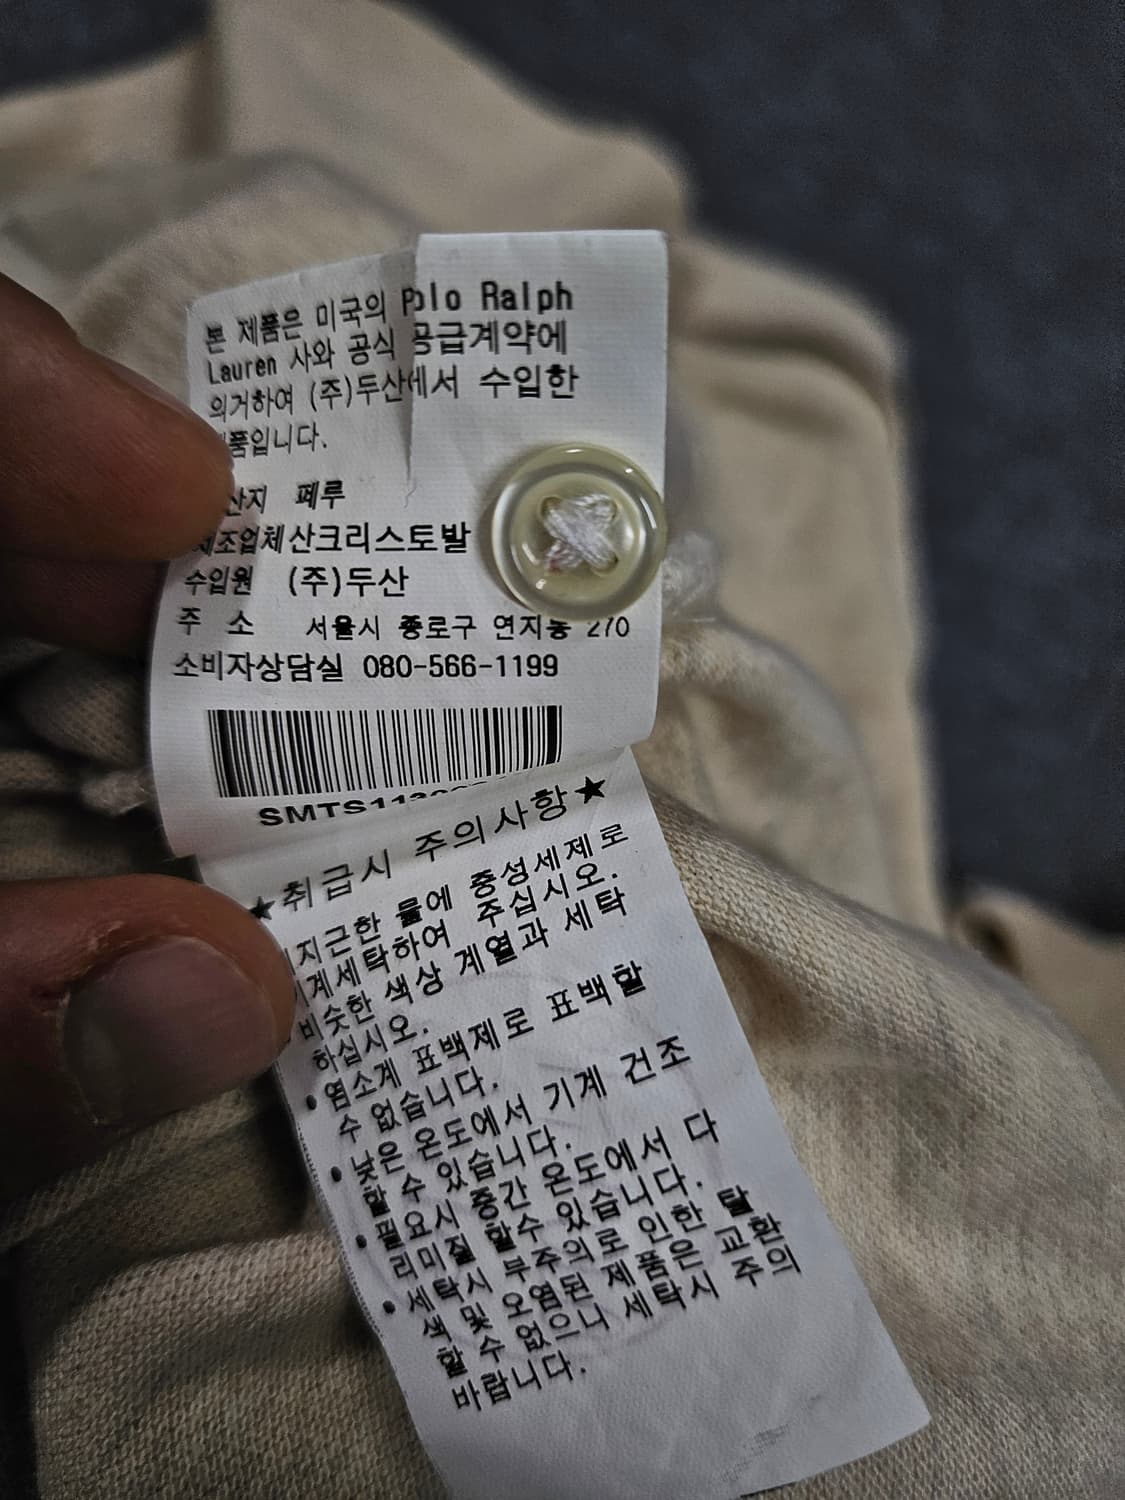 본 제품은 미국의 Polo Ralph
Lauren 사와 공식 공급계약에
의거하여 (주)두산에서 수입한
품입니다.
산지 페루
제조업체 산크리스토발
수입원 (주)두산
주 소 서울시 종로구 연지동 270
소비자상담실 080-566-1199
★취급시 주의사항★
미지근한 물에 중성세제로
기계세탁하여 주십시오.
비슷한 색상 계열과 세탁
하십시오.
• 염소계 표백제로 표백할
수 없습니다.
• 낮은 온도에서 기계 건조
할 수 있습니다.
• 필요시 중간 온도에서 다
리미질 할수 있습니다.
• 세탁시 부주의로 인한 탈
색 및 오염된 제품은 교환
할 수 없으니 세탁시 주의
바랍니다.